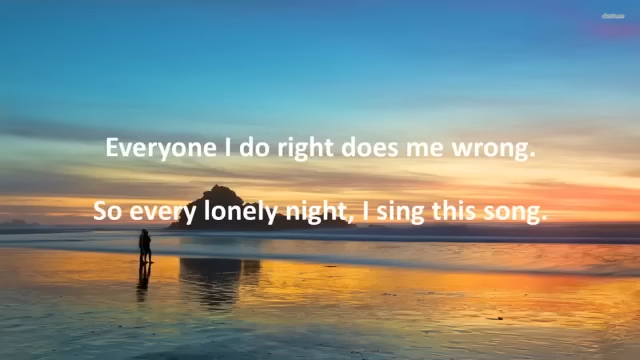 Everyone I do right does me wrong.
So every lonely night, I sing this song.